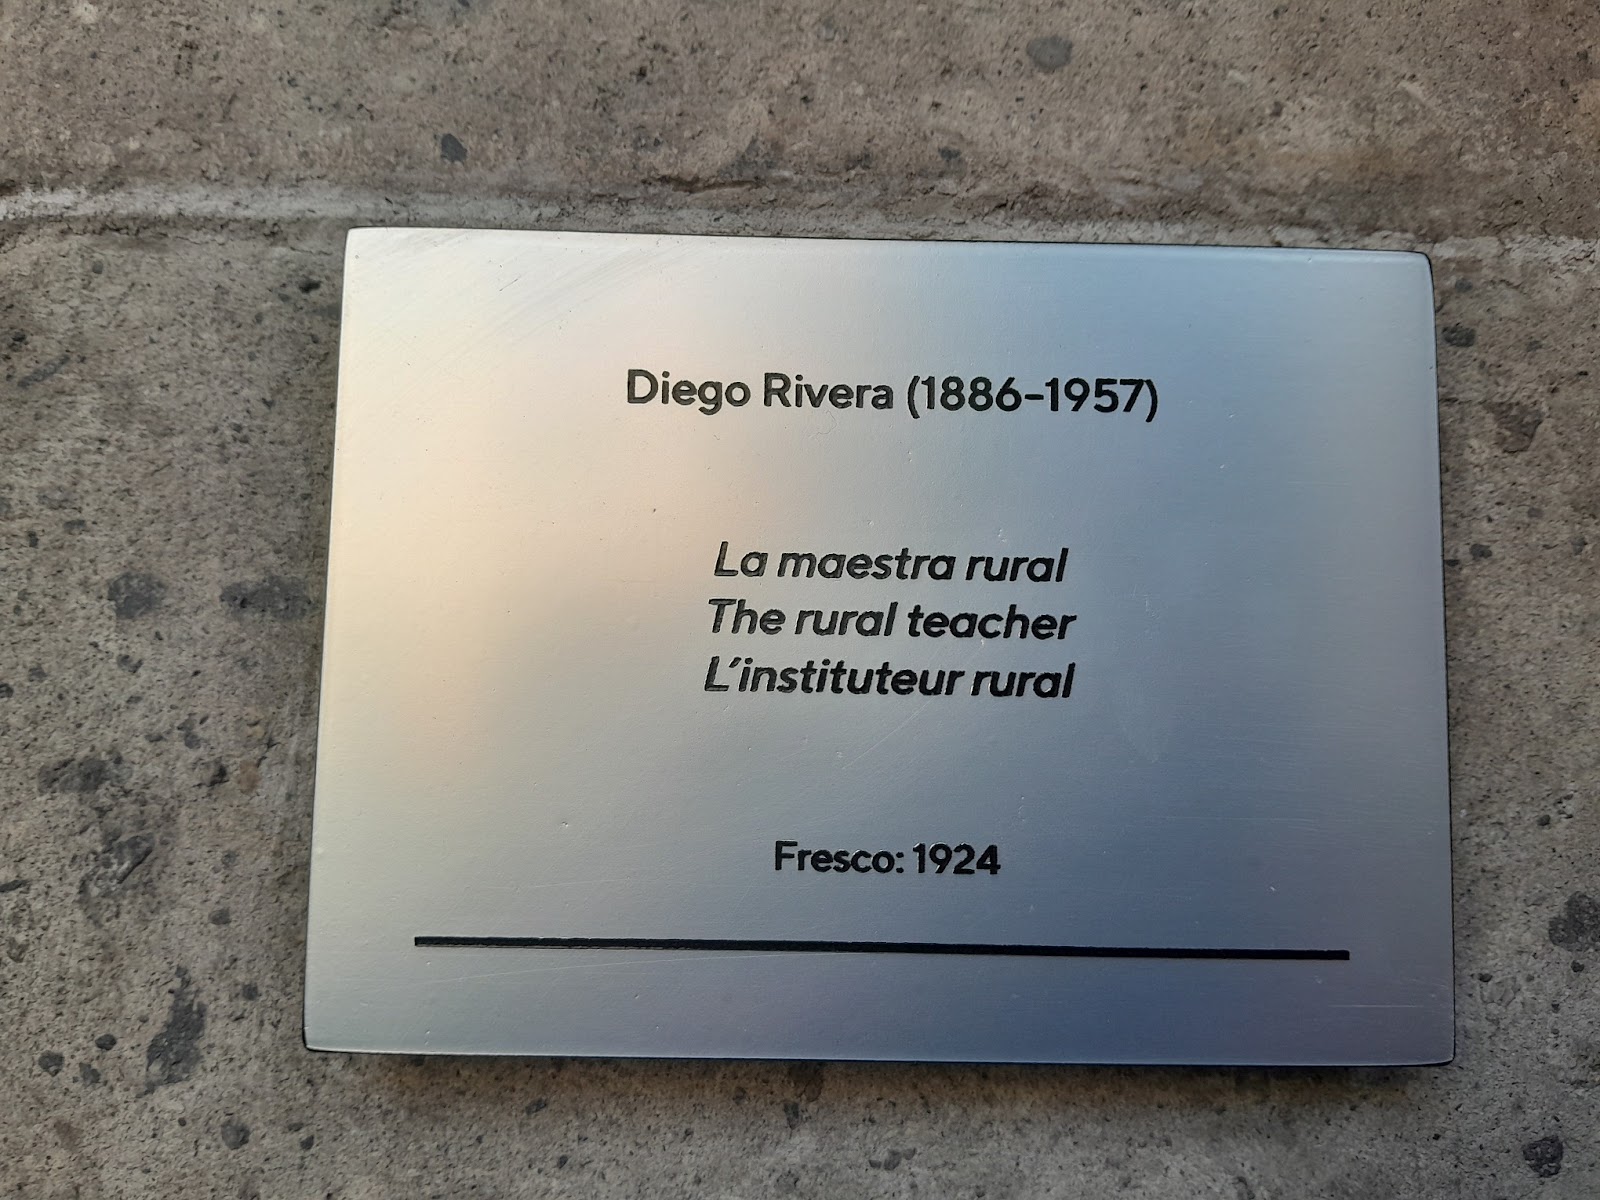 Diego Rivera (1886-1957)
La maestra rural
The rural teacher
L'instituteur rural
Fresco: 1924